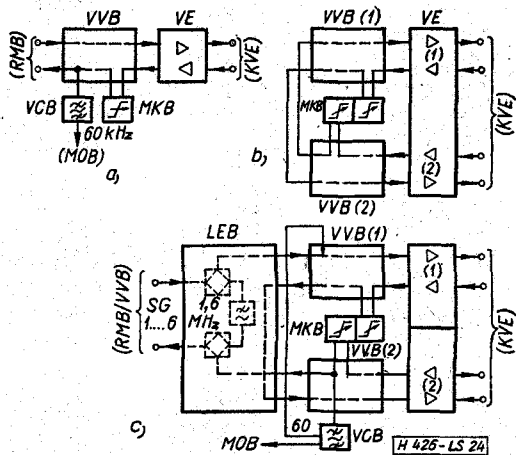 VVB VE
(RMB) (KVE)
VCB MKB
60 kHz
(MOB)
a,
VVB (1) VE
(1)
MKB
(2)
(KVE)
b,
VVB (2)
LEB VVB (1)
(RMB/VVB)
SG
1....6
1,6
MHz
(1)
MKB
VVB(2)
(2)
(KVE)
60 VCB
MOB
c,
H 426-LS 24